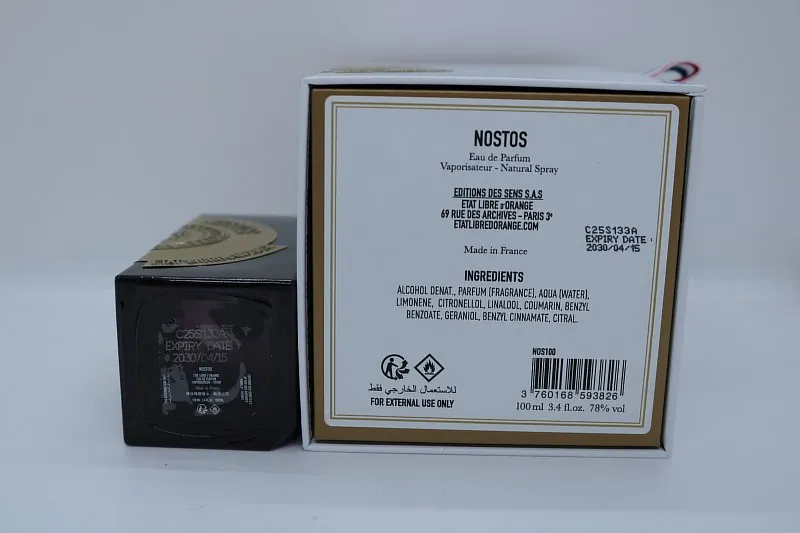 NOSTOS
Eau de Parfum
Vaporisateur - Natural Spray
EDITIONS DES SENS S.A.S
ETAT LIBRE D'ORANGE
69 RUE DES ARCHIVES - PARIS 3e
ETATLIBREDORANGE.COM
Made in France
C25S133A
EXPIRY DATE :
2030/04/15
INGREDIENTS
ALCOHOL DENAT., PARFUM (FRAGRANCE), AQUA (WATER),
LIMONENE, CITRONELLOL, LINALOOL, COUMARIN, BENZYL
BENZOATE, GERANIOL, BENZYL CINNAMATE, CITRAL.
NOS100
3 760168 593826
100 ml 3.4 fl.oz. 78% vol
للاستعمال الخارجي فقط
FOR EXTERNAL USE ONLY
C25S133A
EXPIRY DATE :
2030/04/15
NOSTOS